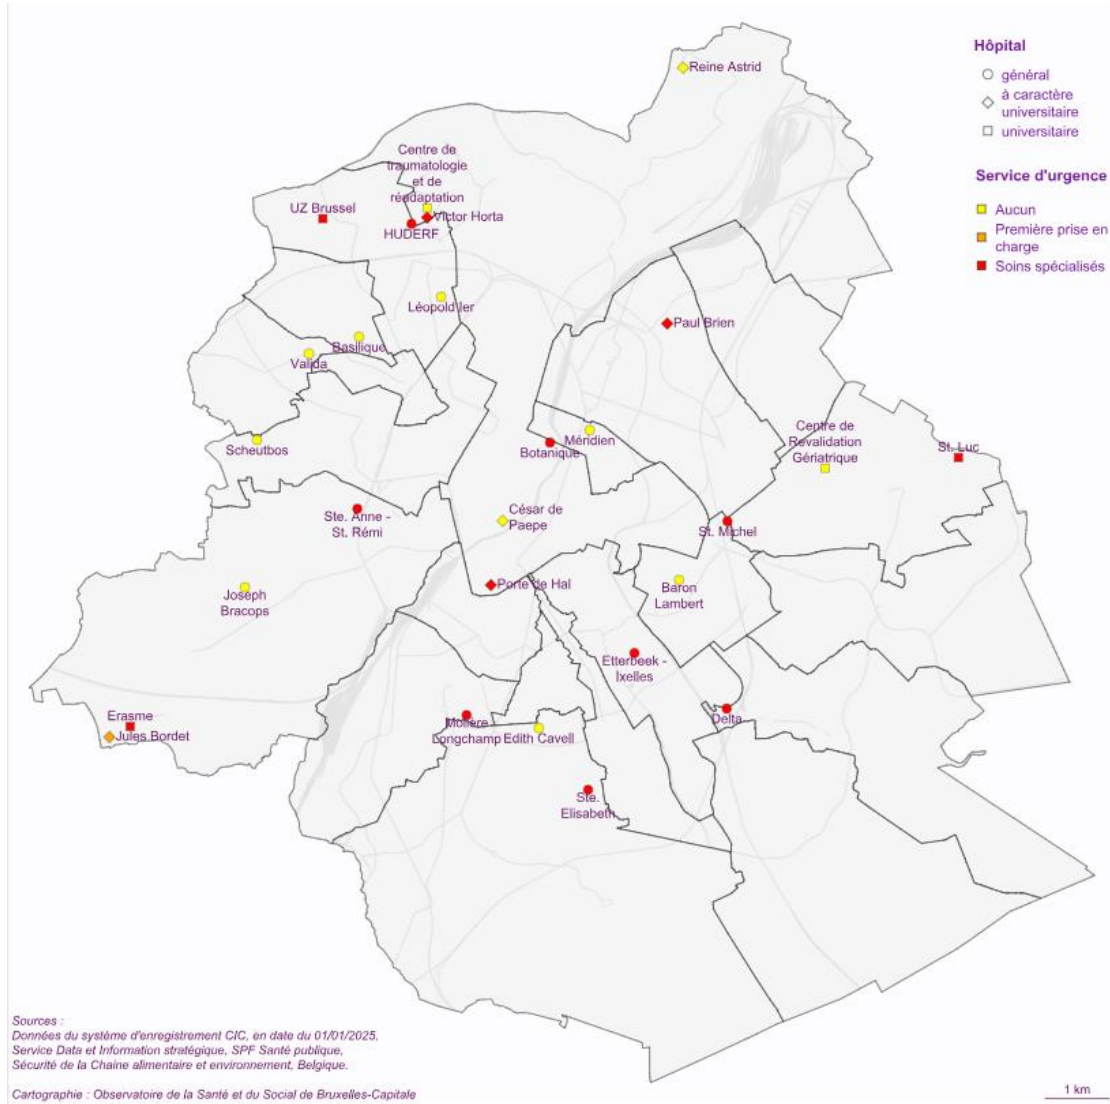 Hôpital
général
à caractère
universitaire
universitaire
Service d'urgence
Aucun
Première prise en
charge
Soins spécialisés
Reine Astrid
Centre de
traumatologie
et de
réadaptation
UZ Brussel
Victor Horta
HUDERF
Léopold Ier
Paul Brien
Basilique
Valida
Scheutbos
Méridien
Botanique
Centre de
Revalidation
Gériatrique
St. Luc
Ste. Anne -
St. Rémi
César de
Paepe
St. Michel
Joseph
Bracops
Porte de Hal
Baron
Lambert
Etterbeek -
Ixelles
Erasme
Jules Bordet
Molière
Longchamp
Edith Cavell
Delta
Ste.
Elisabeth
Sources :
Données du système d'enregistrement CIC, en date du 01/01/2025,
Service Data et Information stratégique, SPF Santé publique,
Sécurité de la Chaine alimentaire et environnement, Belgique.
Cartographie : Observatoire de la Santé et du Social de Bruxelles-Capitale
1 km